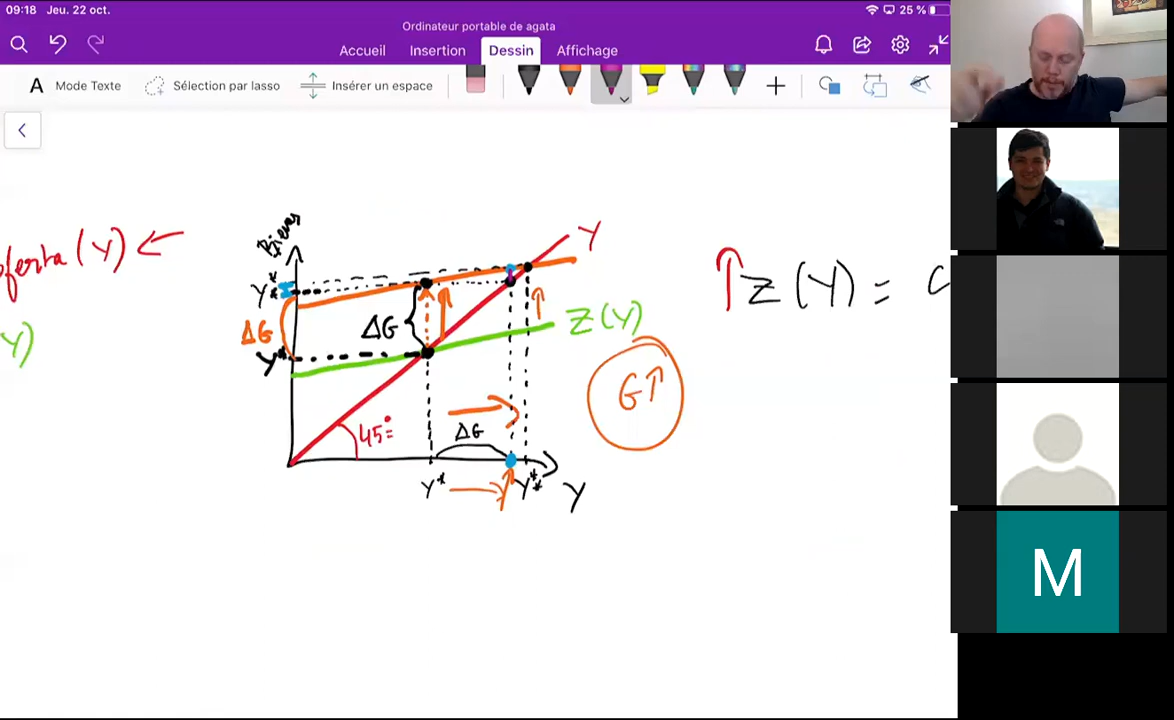 09:18 Jeu. 22 oct.
25 %
Ordinateur portable de agata
Accueil
Insertion
Dessin
Affichage
A
Mode Texte
Sélection par lasso
Insérer un espace
oferta (Y) ←
Y)
Bienes
Y**
ΔG
Y*
ΔG
Y
Z(Y)
G↑
45°
ΔG
Y*
Y**
Y
↑Z (Y) =
M